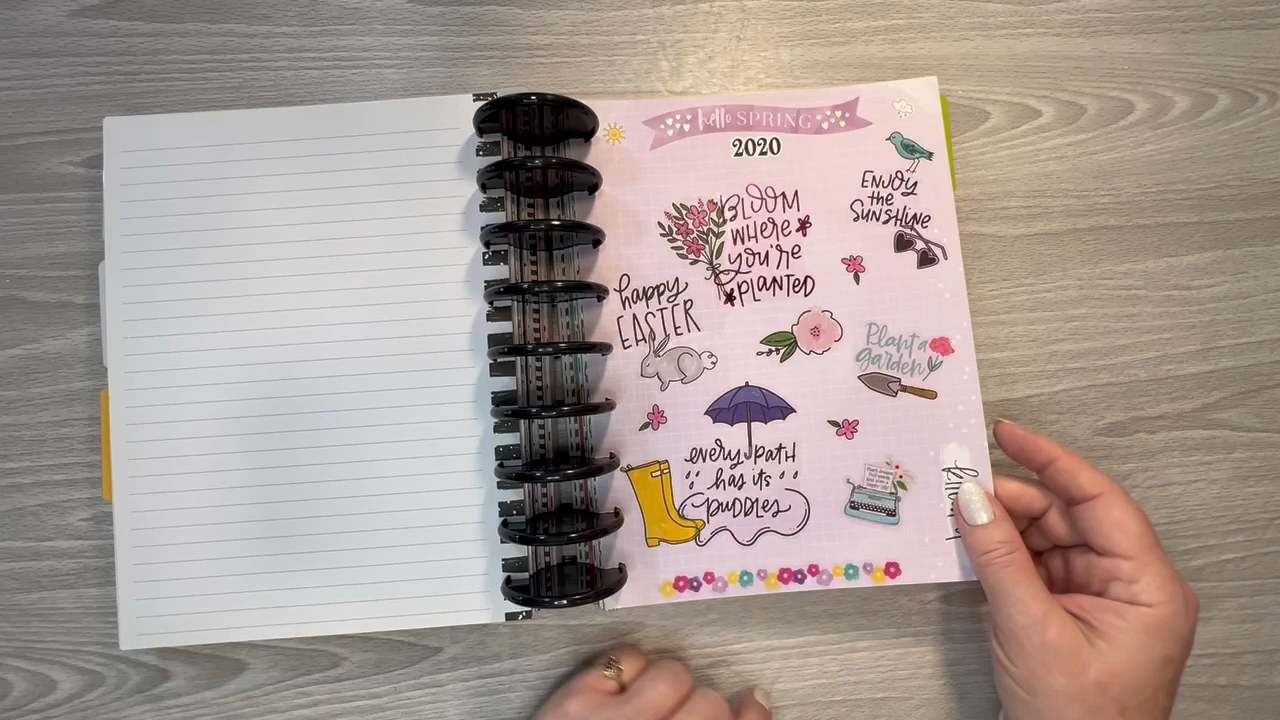 hello SPRING
2020
ENJOY
the
SUNSHINE
BLOOM
WHERE
YOU'RE
PLANTED
happy
EASTER
Plant a
garden
every PATH
has its
PUDDLES